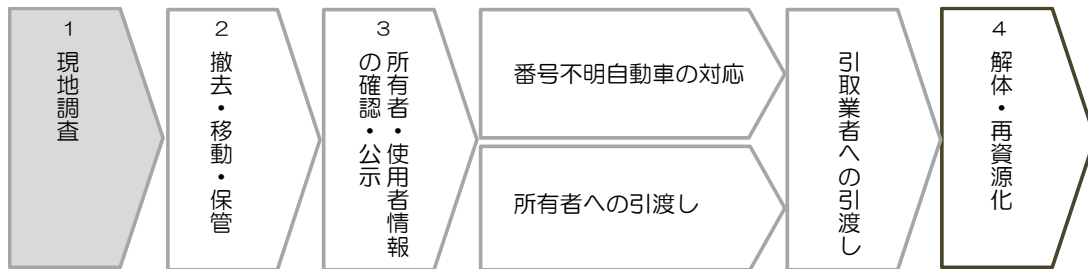 1
現地調査
2
撤去・移動・保管
3
所有者・使用者情報
の確認・公示
番号不明自動車の対応
所有者への引渡し
引取業者への引渡し
4
解体・再資源化